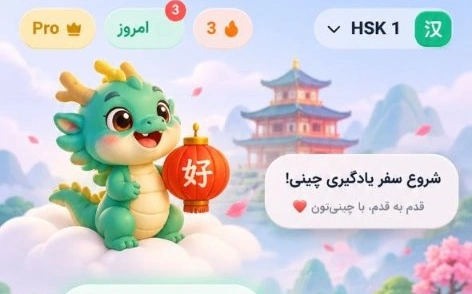 Pro
امروز
3
3
HSK 1
汉
好
شروع سفر یادگیری چینی!
قدم به قدم، با چینی‌تون